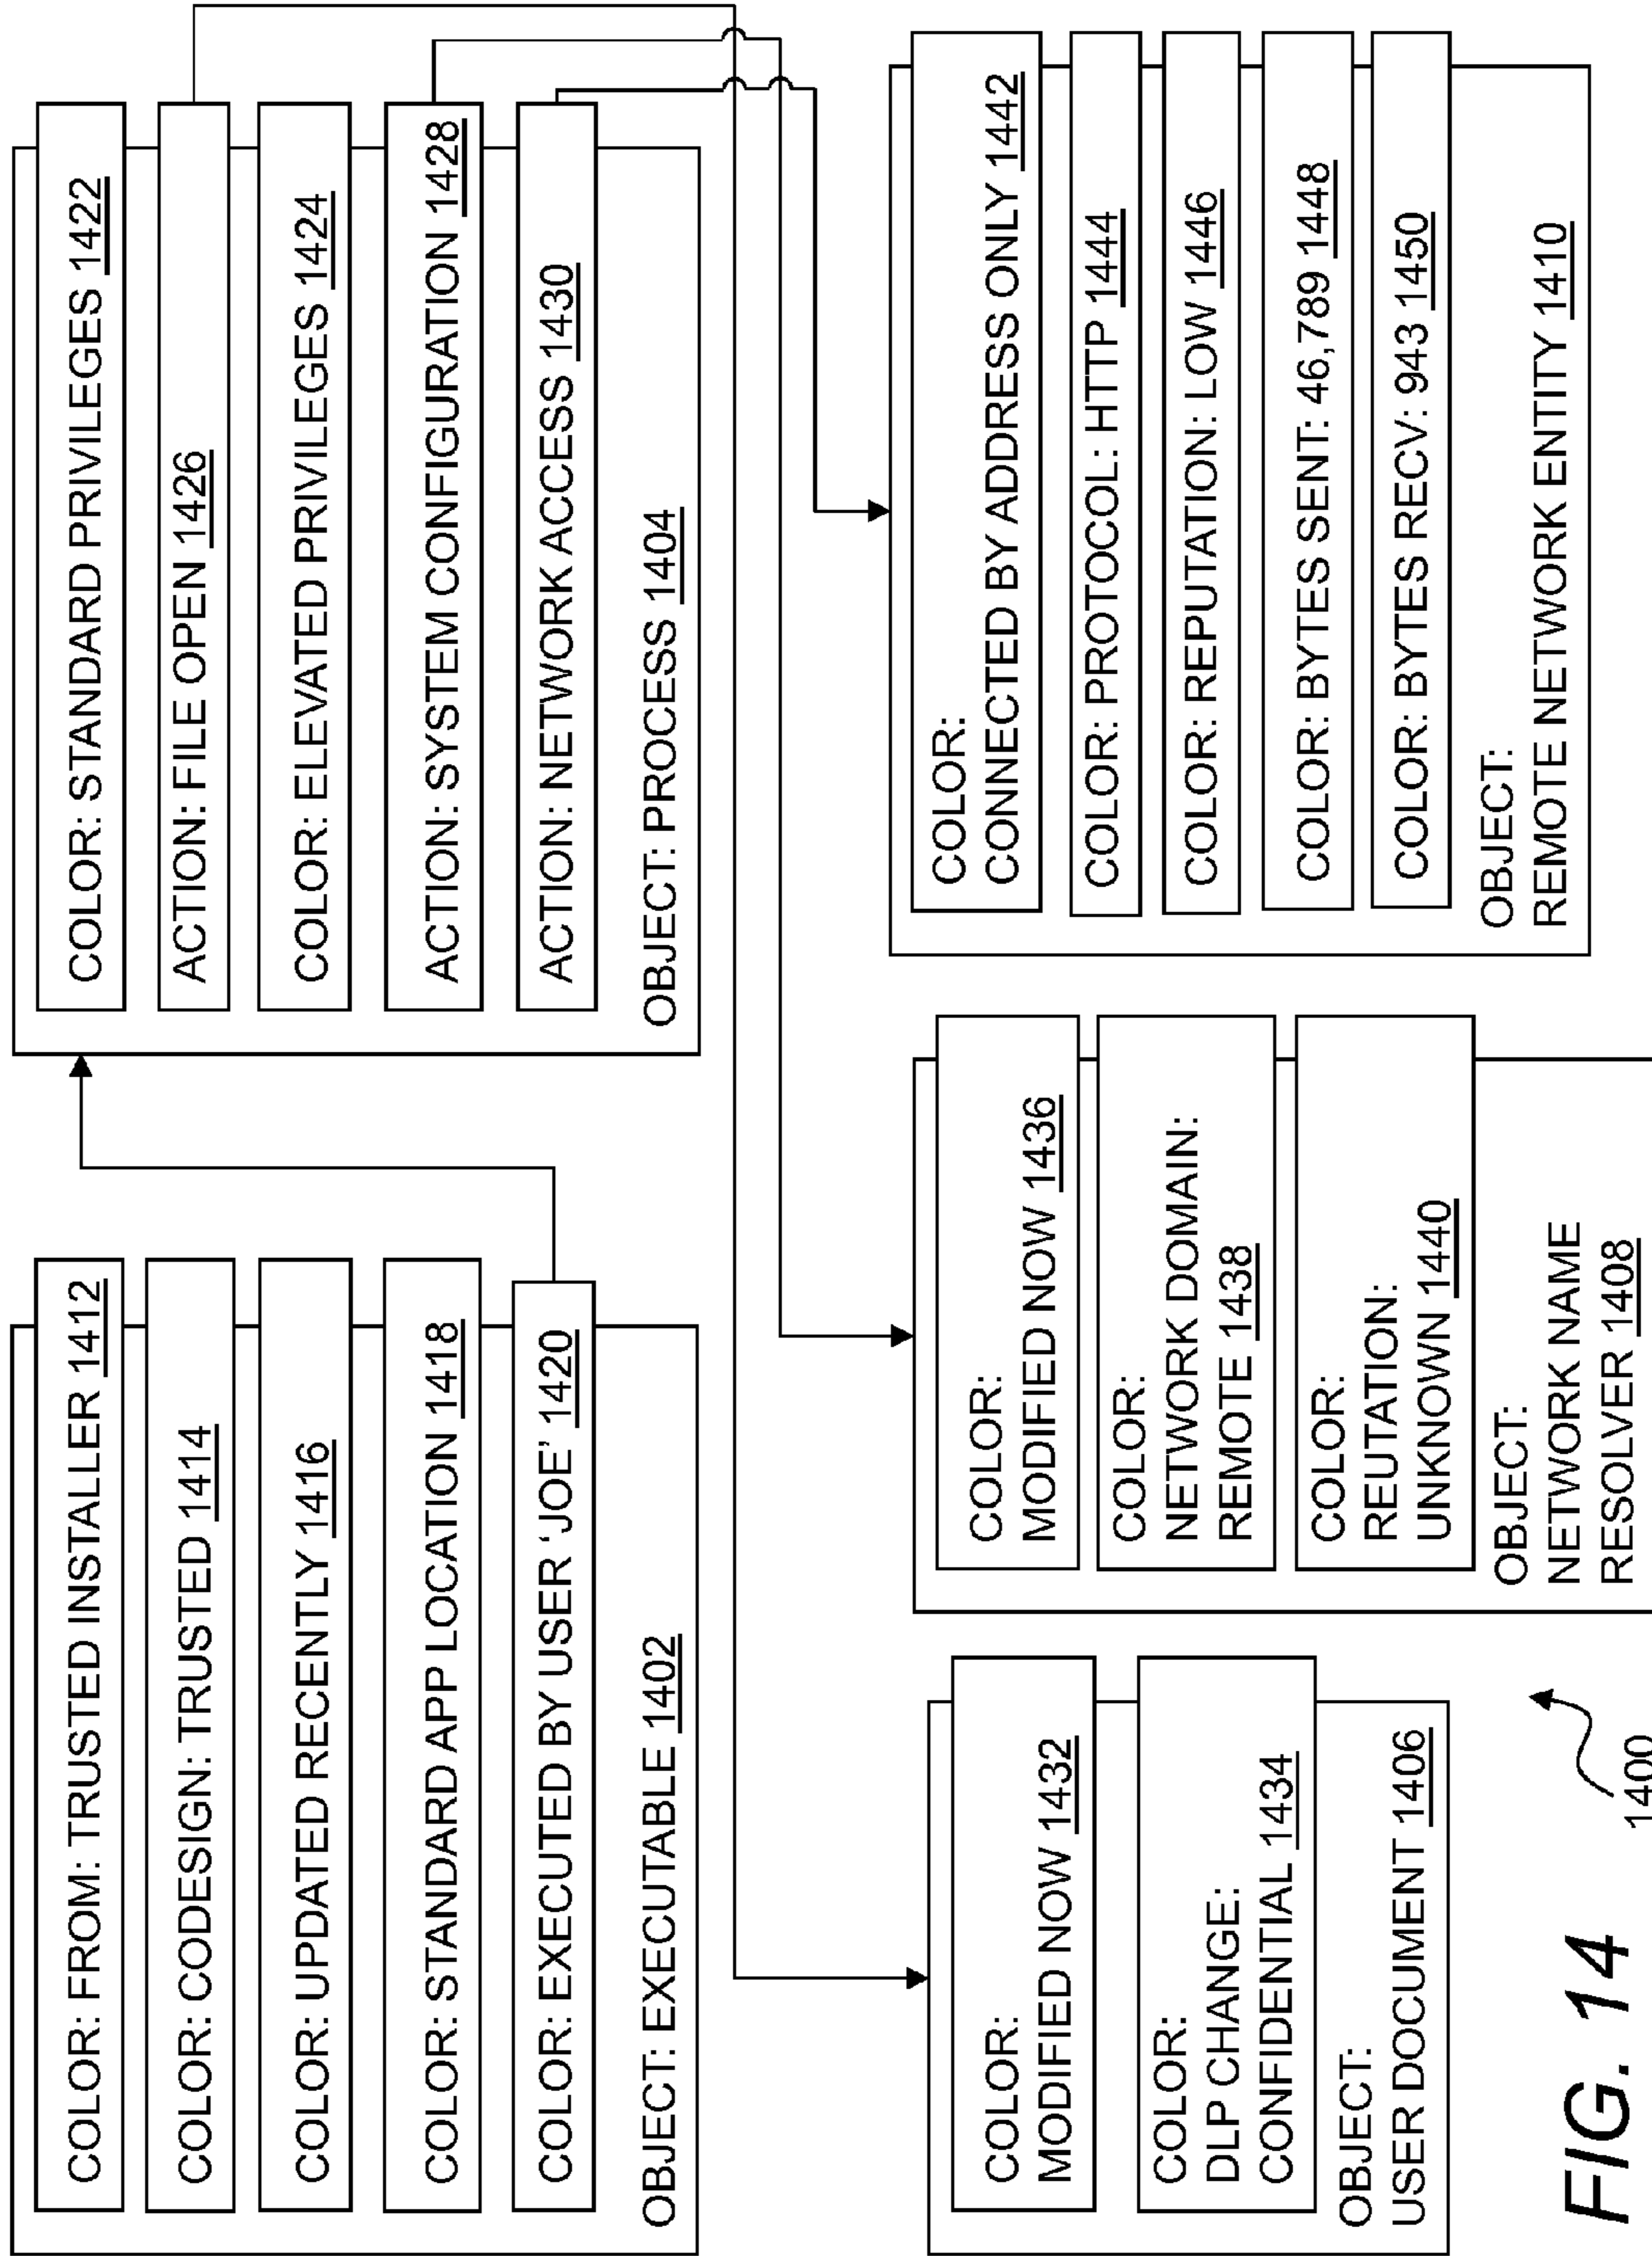 COLOR: FROM: TRUSTED INSTALLER 1412
COLOR: CODESIGN: TRUSTED 1414
COLOR: UPDATED RECENTLY 1416
COLOR: STANDARD APP LOCATION 1418
COLOR: EXECUTED BY USER ‘JOE’ 1420
OBJECT: EXECUTABLE 1402
COLOR: STANDARD PRIVILEGES 1422
ACTION: FILE OPEN 1426
COLOR: ELEVATED PRIVILEGES 1424
ACTION: SYSTEM CONFIGURATION 1428
ACTION: NETWORK ACCESS 1430
OBJECT: PROCESS 1404
COLOR:
MODIFIED NOW 1432
COLOR:
DLP CHANGE:
CONFIDENTIAL 1434
OBJECT:
USER DOCUMENT 1406
COLOR:
MODIFIED NOW 1436
COLOR:
NETWORK DOMAIN:
REMOTE 1438
COLOR:
REUTATION:
UNKNOWN 1440
OBJECT:
NETWORK NAME
RESOLVER 1408
COLOR:
CONNECTED BY ADDRESS ONLY 1442
COLOR: PROTOCOL: HTTP 1444
COLOR: REPUTATION: LOW 1446
COLOR: BYTES SENT: 46,789 1448
COLOR: BYTES RECV: 943 1450
OBJECT:
REMOTE NETWORK ENTITY 1410
FIG. 14
1400